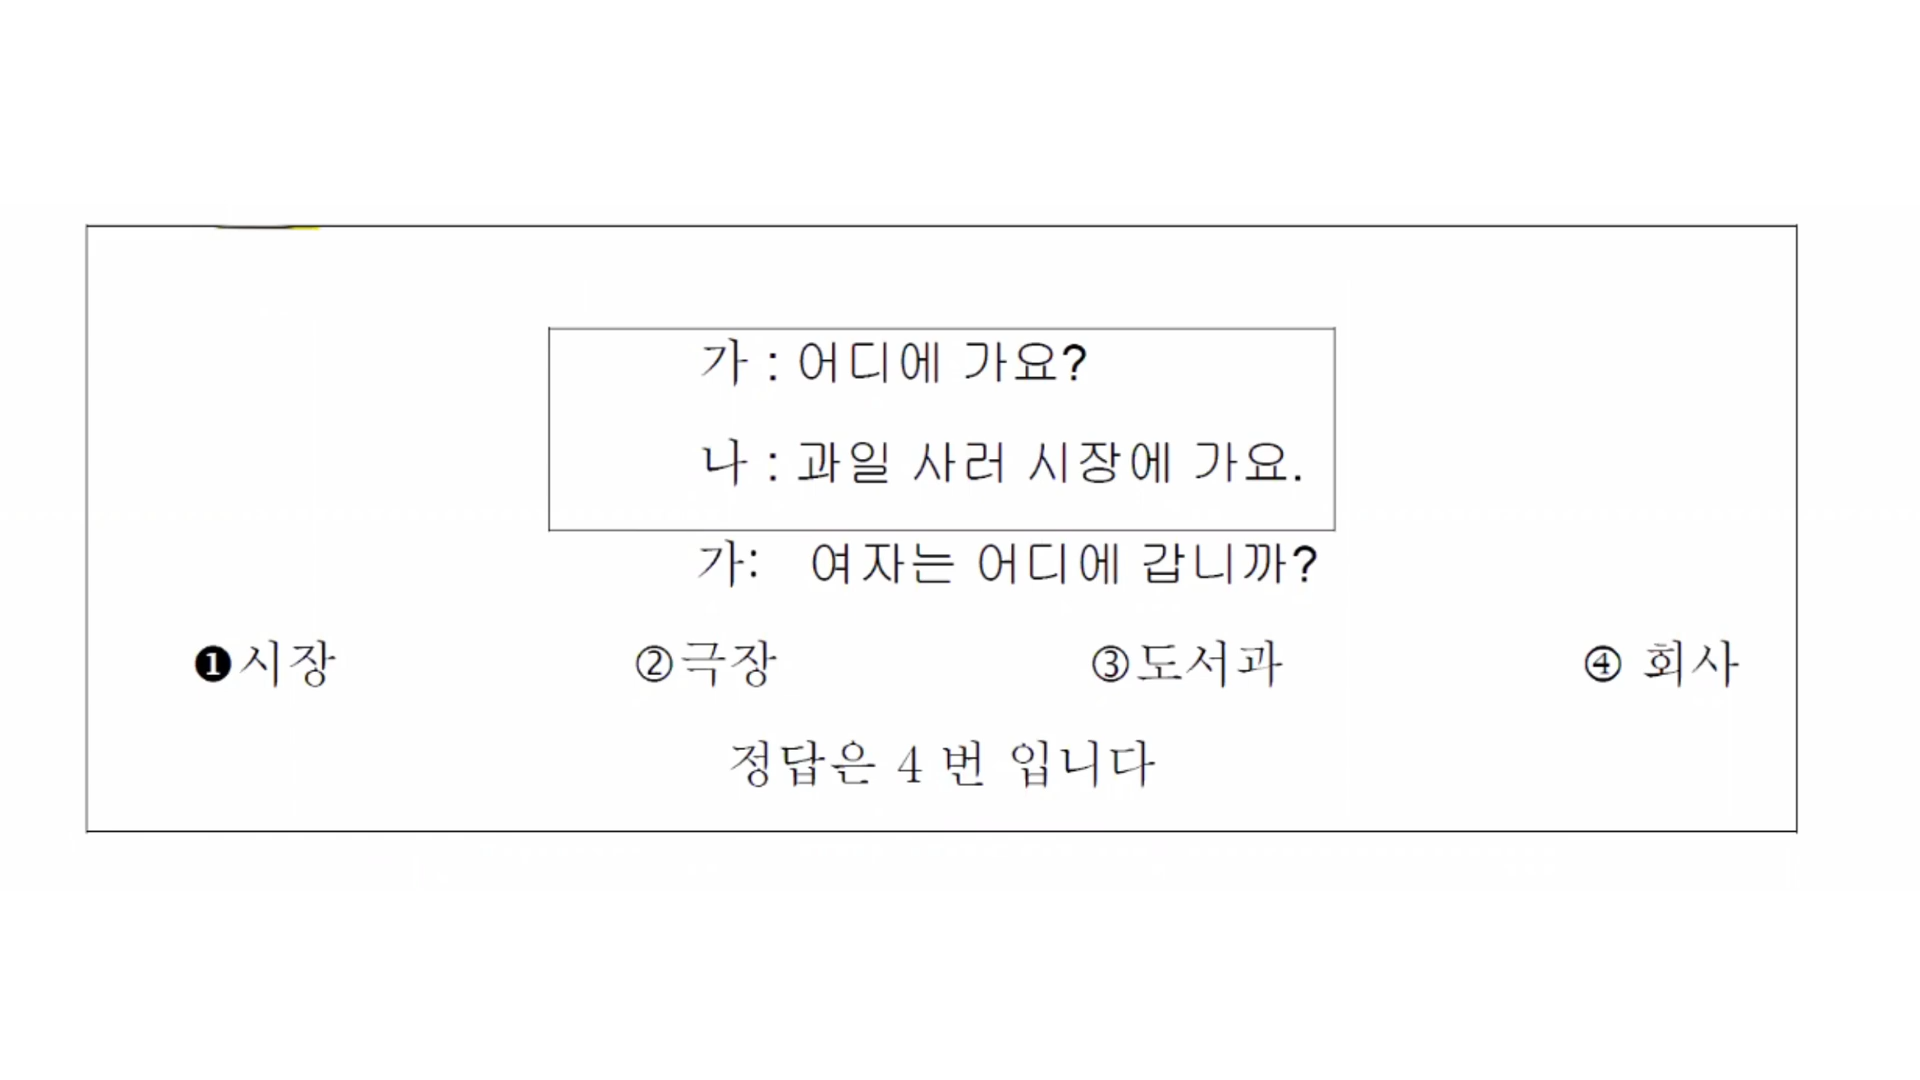 가 : 어디에 가요?
나 : 과일 사러 시장에 가요.
가: 여자는 어디에 갑니까?
❶시장 ②극장 ③도서과 ④ 회사
정답은 4 번 입니다